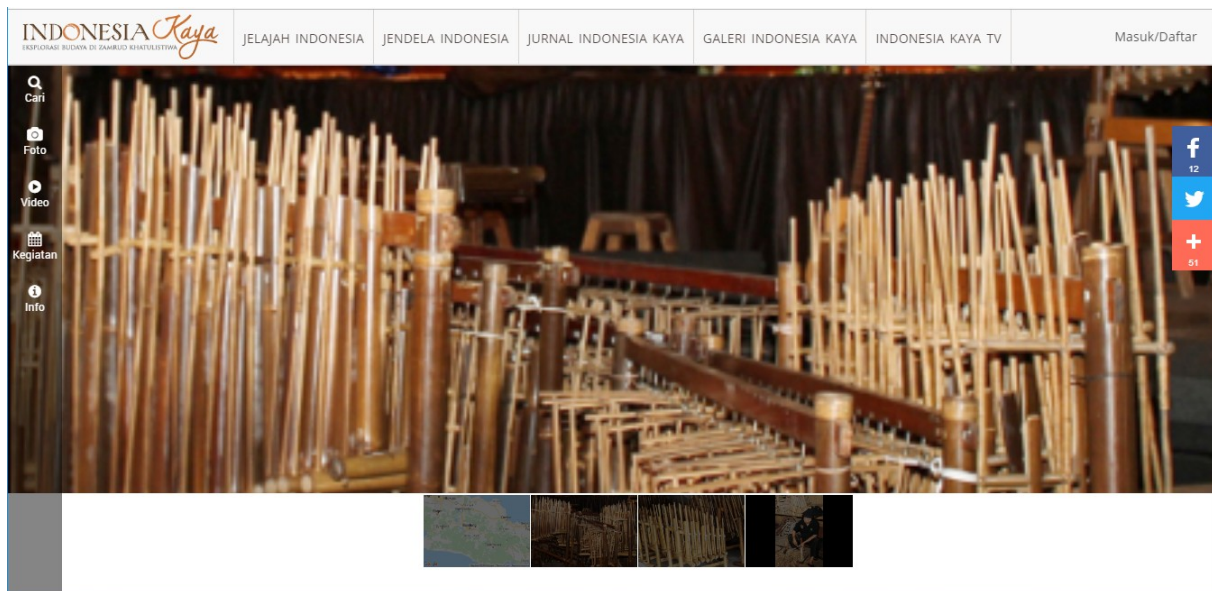 INDONESIA Kaya
EKSPLORASI BUDAYA DI ZAMRUD KHATULISTIWA
JELAJAH INDONESIA
JENDELA INDONESIA
JURNAL INDONESIA KAYA
GALERI INDONESIA KAYA
INDONESIA KAYA TV
Masuk/Daftar
Cari
Foto
Video
Kegiatan
Info
12
51